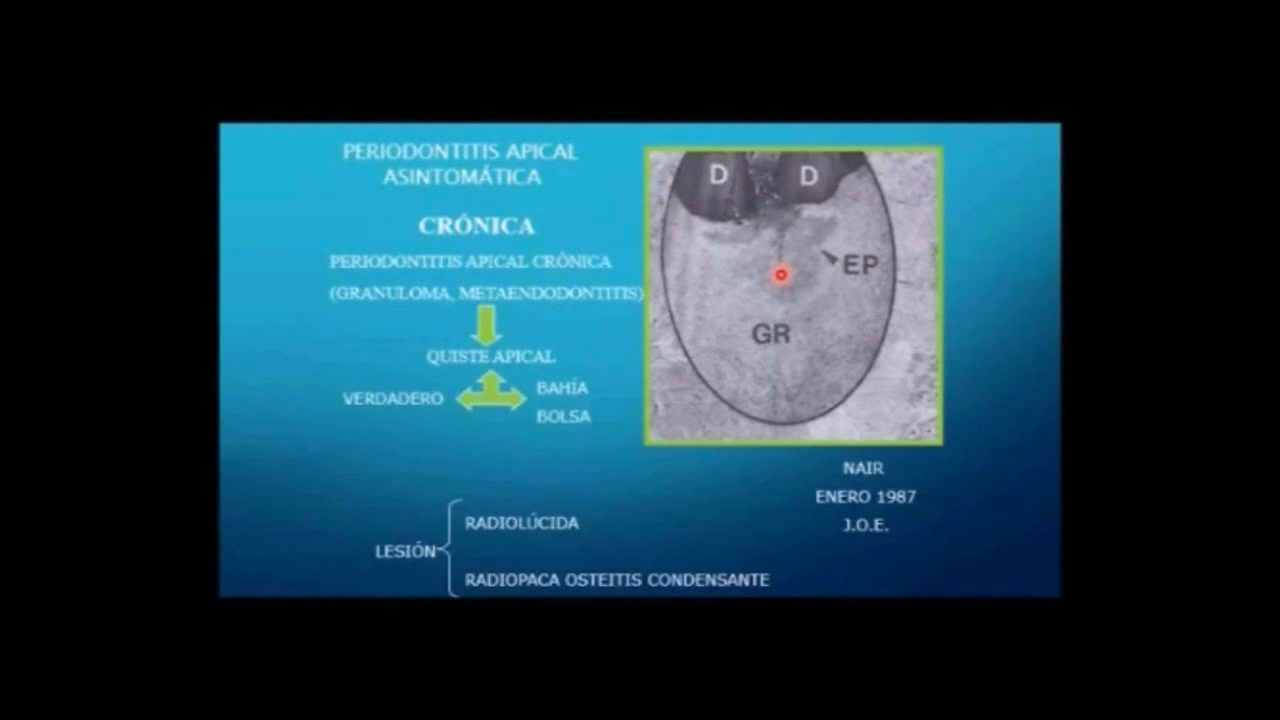 PERIODONTITIS APICAL
ASINTOMÁTICA
CRÓNICA
PERIODONTITIS APICAL CRÓNICA
(GRANULOMA, METAENDODONTITIS)
QUISTE APICAL
VERDADERO
BAHÍA
BOLSA
D D
EP
GR
NAIR
ENERO 1987
J.O.E.
LESIÓN
RADIOLÚCIDA
RADIOPACA OSTEITIS CONDENSANTE